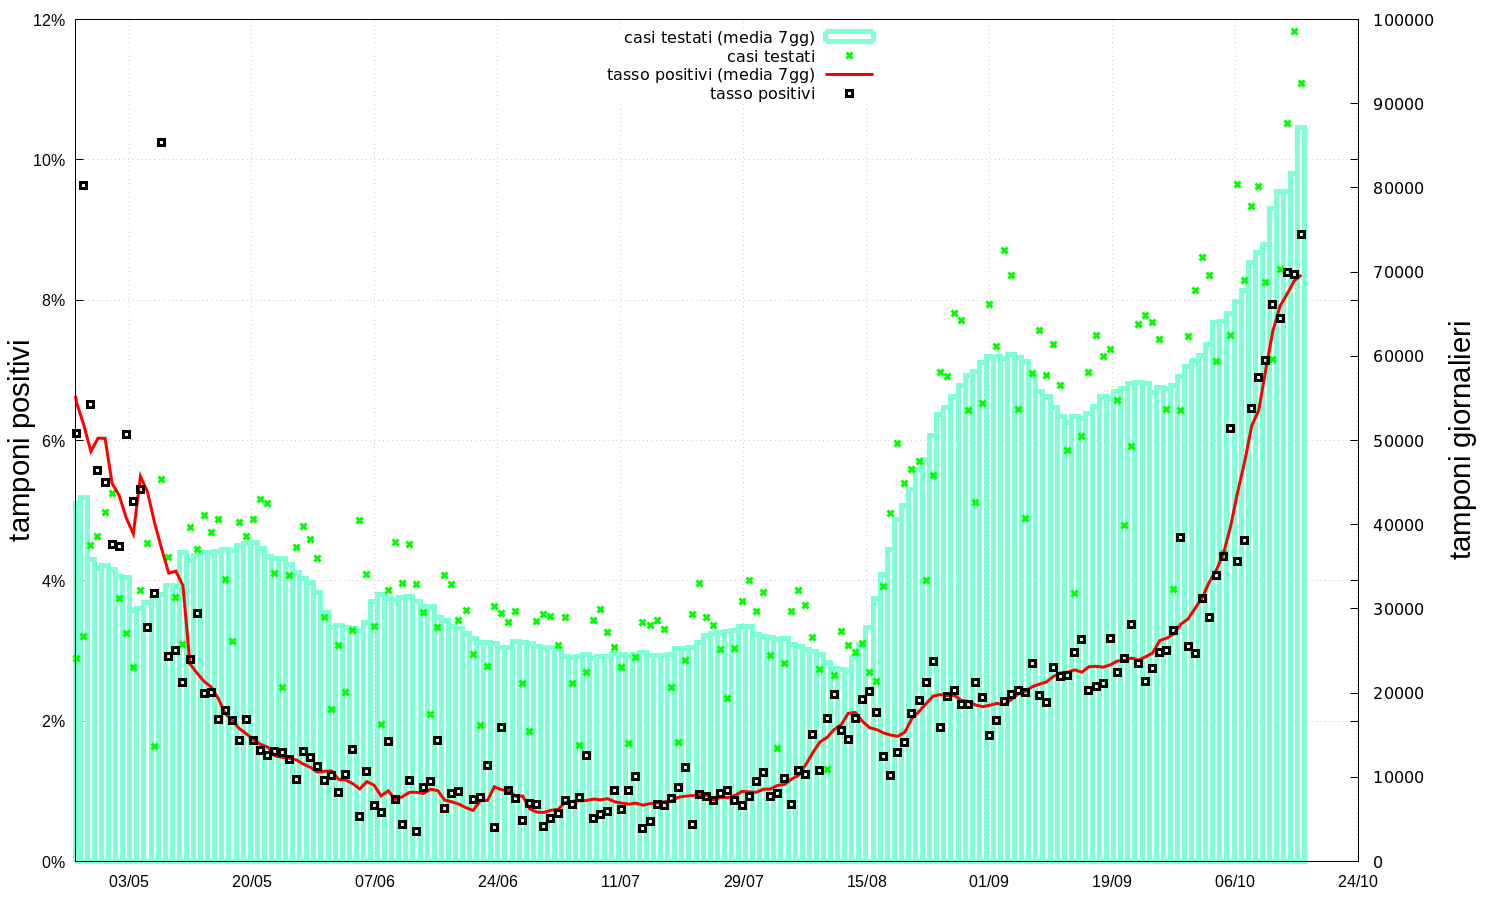 casi testati (media 7gg)
casi testati
tasso positivi (media 7gg)
tasso positivi
tamponi positivi
12%
10%
8%
6%
4%
2%
0%
tamponi giornalieri
100000
90000
80000
70000
60000
50000
40000
30000
20000
10000
0
03/05 20/05 07/06 24/06 11/07 29/07 15/08 01/09 19/09 06/10 24/10